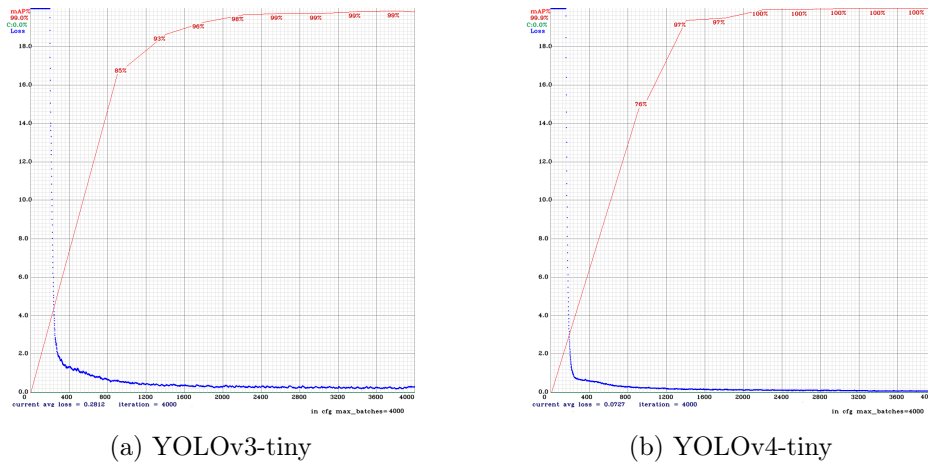 mAP%
99.0%
C:0.0%
Loss
18.0
16.0
14.0
12.0
10.0
8.0
6.0
4.0
2.0
0.0
85%
93%
96%
98%
99%
99%
99%
99%
0 400 800 1200 1600 2000 2400 2800 3200 3600 4000
current avg loss = 0.2812 iteration = 4000
in cfg max_batches=4000
(a) YOLOv3-tiny
mAP%
99.9%
C:0.0%
Loss
18.0
16.0
14.0
12.0
10.0
8.0
6.0
4.0
2.0
0.0
76%
97%
97%
100%
100%
100%
100%
100%
0 400 800 1200 1600 2000 2400 2800 3200 3600 4000
current avg loss = 0.0727 iteration = 4000
in cfg max_batches=4000
(b) YOLOv4-tiny